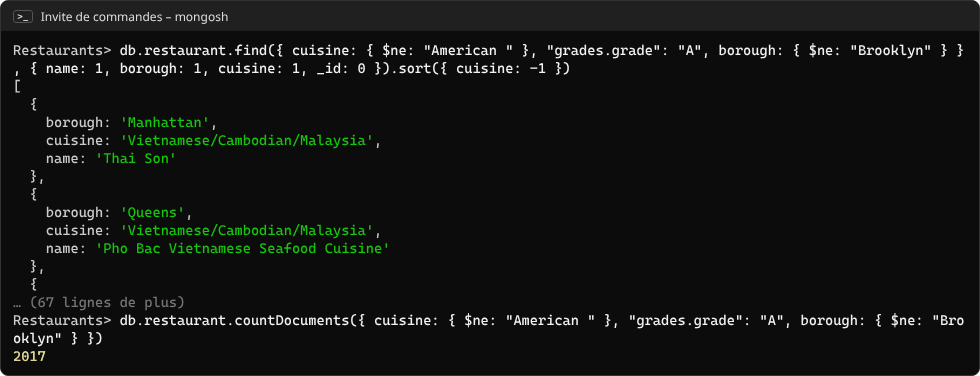 >_ Invite de commandes – mongosh
Restaurants> db.restaurant.find({ cuisine: { $ne: "American " }, "grades.grade": "A", borough: { $ne: "Brooklyn" } }
, { name: 1, borough: 1, cuisine: 1, _id: 0 }).sort({ cuisine: -1 })
[
  {
    borough: 'Manhattan',
    cuisine: 'Vietnamese/Cambodian/Malaysia',
    name: 'Thai Son'
  },
  {
    borough: 'Queens',
    cuisine: 'Vietnamese/Cambodian/Malaysia',
    name: 'Pho Bac Vietnamese Seafood Cuisine'
  },
  {
… (67 lignes de plus)
Restaurants> db.restaurant.countDocuments({ cuisine: { $ne: "American " }, "grades.grade": "A", borough: { $ne: "Bro
oklyn" } })
2017